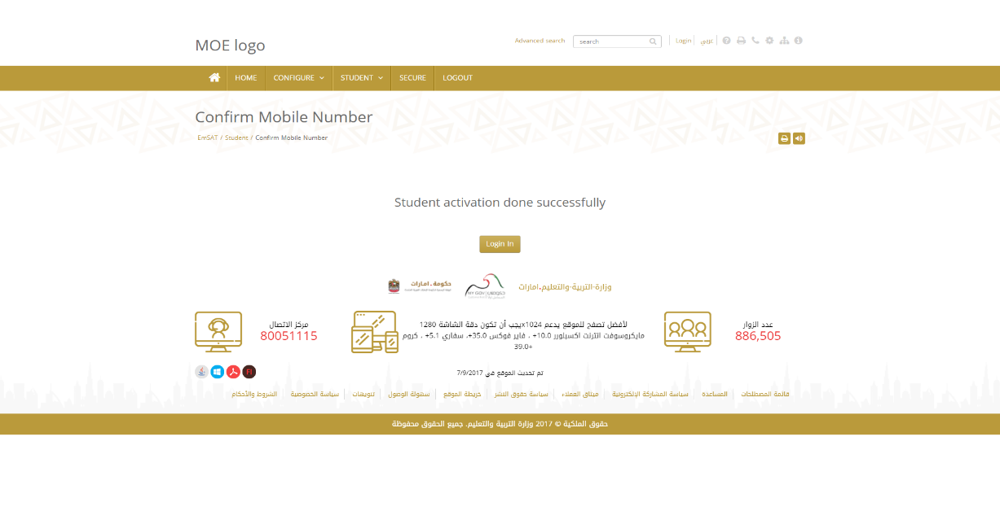 MOE logo
Advanced search
search
Login
عربي
HOME
CONFIGURE
STUDENT
SECURE
LOGOUT
Confirm Mobile Number
EmSAT / Student / Confirm Mobile Number
Student activation done successfully
Login In
حكومة.امارات
MY GOV
وزارة-التربية-والتعليم.امارات
مركز الاتصال
80051115
لأفضل تصفح للموقع يدعم 1024xيجب أن تكون دقة الشاشة 1280
مايكروسوفت انترنت اكسبلورر 10.0+ ، فاير فوكس 35.0+، سفاري 5.1+ ، كروم
39.0+
عدد الزوار
886,505
تم تحديث الموقع في 7/9/2017
قائمة المصطلحات
المساعدة
سياسة المشاركة الإلكترونية
ميثاق العملاء
سياسة حقوق النشر
خريطة الموقع
سهولة الوصول
تنويهات
سياسة الخصوصية
الشروط والأحكام
حقوق الملكية © 2017 وزارة التربية والتعليم. جميع الحقوق محفوظة